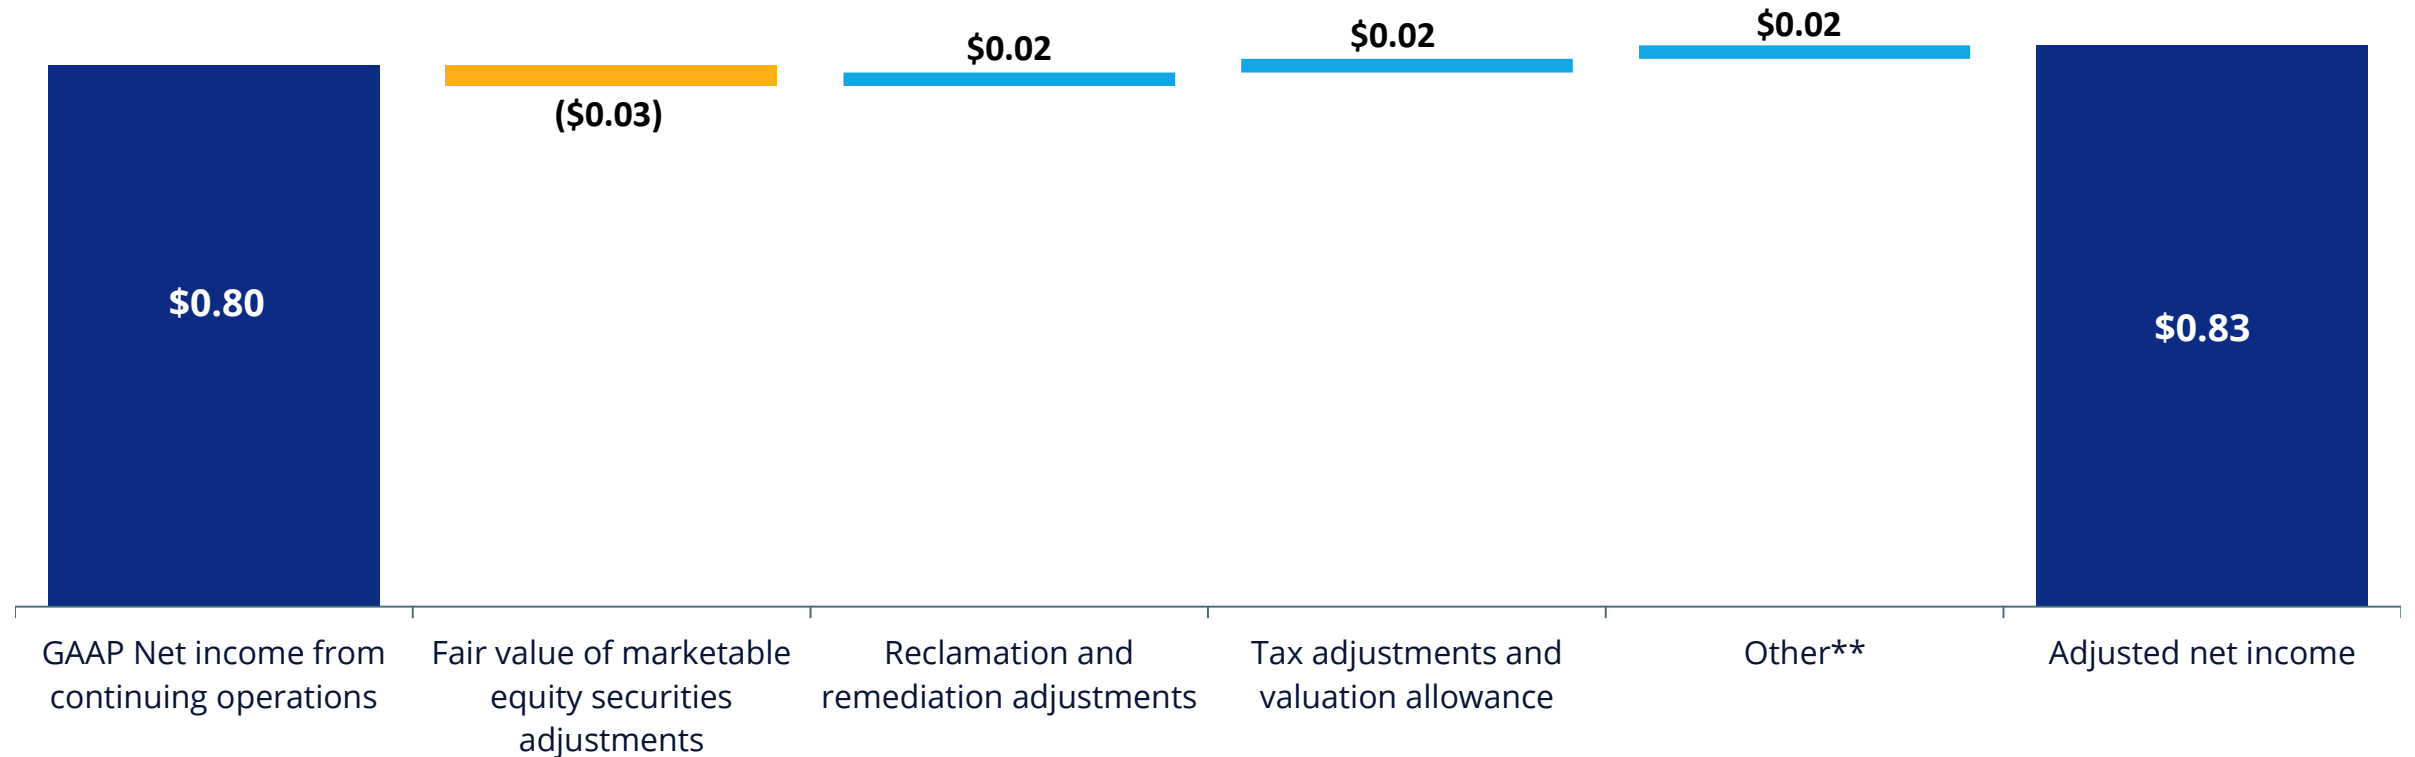 $0.02
$0.02
$0.02
($0.03)
$0.80
$0.83
GAAP Net income from
continuing operations
Fair value of marketable
equity securities
adjustments
Reclamation and
remediation adjustments
Tax adjustments and
valuation allowance
Other**
Adjusted net income